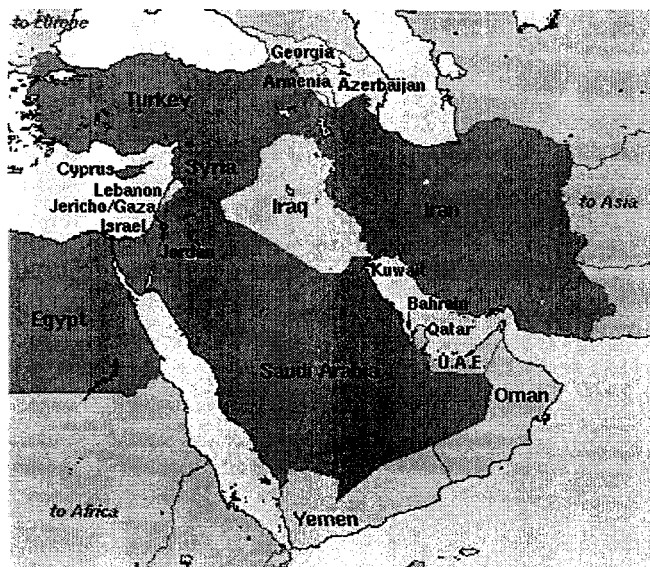 to Europe
Georgia
Armenia
Azerbaijan
Turkey
Cyprus
Syria
Lebanon
Jericho/Gaza
Israel
Iraq
Iran
to Asia
Jordan
Kuwait
Egypt
Bahrain
Qatar
Saudi Arabia
U.A.E.
Oman
to Africa
Yemen